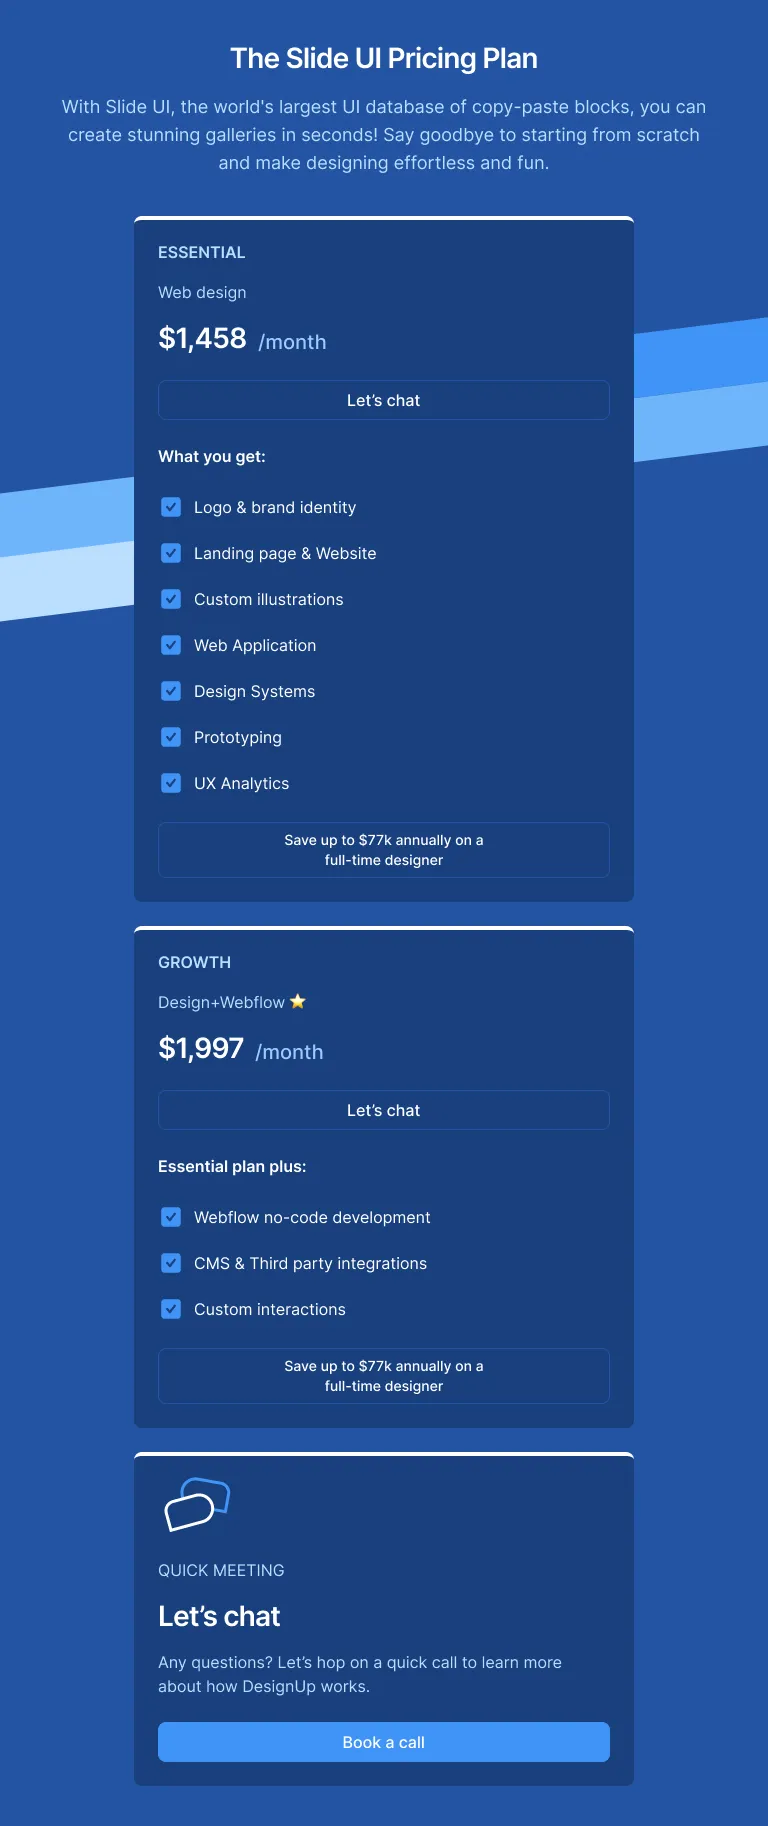 The Slide UI Pricing Plan
With Slide UI, the world's largest UI database of copy-paste blocks, you can
create stunning galleries in seconds! Say goodbye to starting from scratch
and make designing effortless and fun.
ESSENTIAL
Web design
$1,458 /month
Let’s chat
What you get:
Logo & brand identity
Landing page & Website
Custom illustrations
Web Application
Design Systems
Prototyping
UX Analytics
Save up to $77k annually on a
full-time designer
GROWTH
Design+Webflow ⭐
$1,997 /month
Let’s chat
Essential plan plus:
Webflow no-code development
CMS & Third party integrations
Custom interactions
Save up to $77k annually on a
full-time designer
QUICK MEETING
Let’s chat
Any questions? Let’s hop on a quick call to learn more
about how DesignUp works.
Book a call